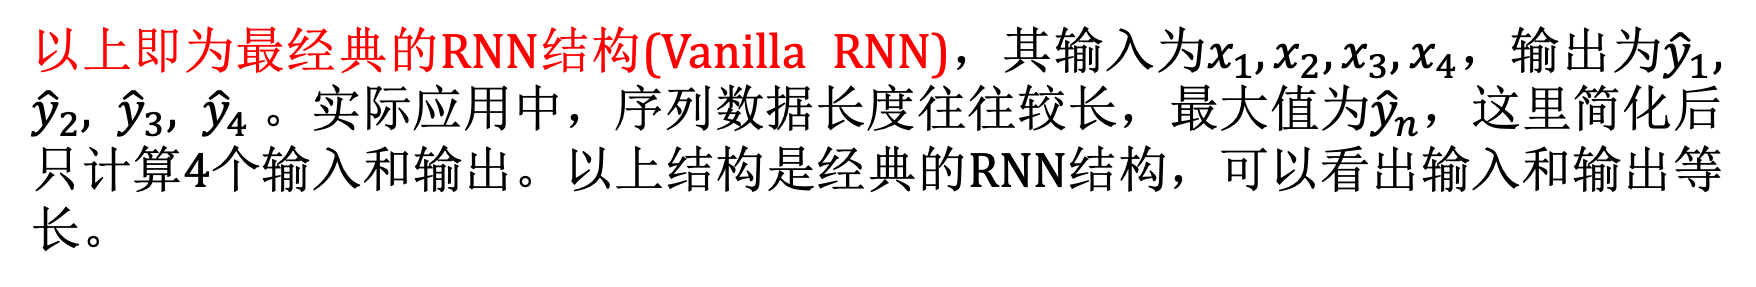 以上即为最经典的RNN结构(Vanilla RNN)，其输入为x₁,x₂,x₃,x₄，输出为ŷ₁,
ŷ₂, ŷ₃, ŷ₄ 。实际应用中，序列数据长度往往较长，最大值为ŷₙ，这里简化后
只计算4个输入和输出。以上结构是经典的RNN结构，可以看出输入和输出等
长。